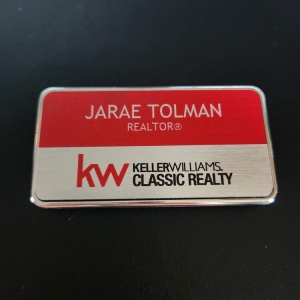 JARAE TOLMAN
REALTOR®
kw KELLERWILLIAMS.
CLASSIC REALTY